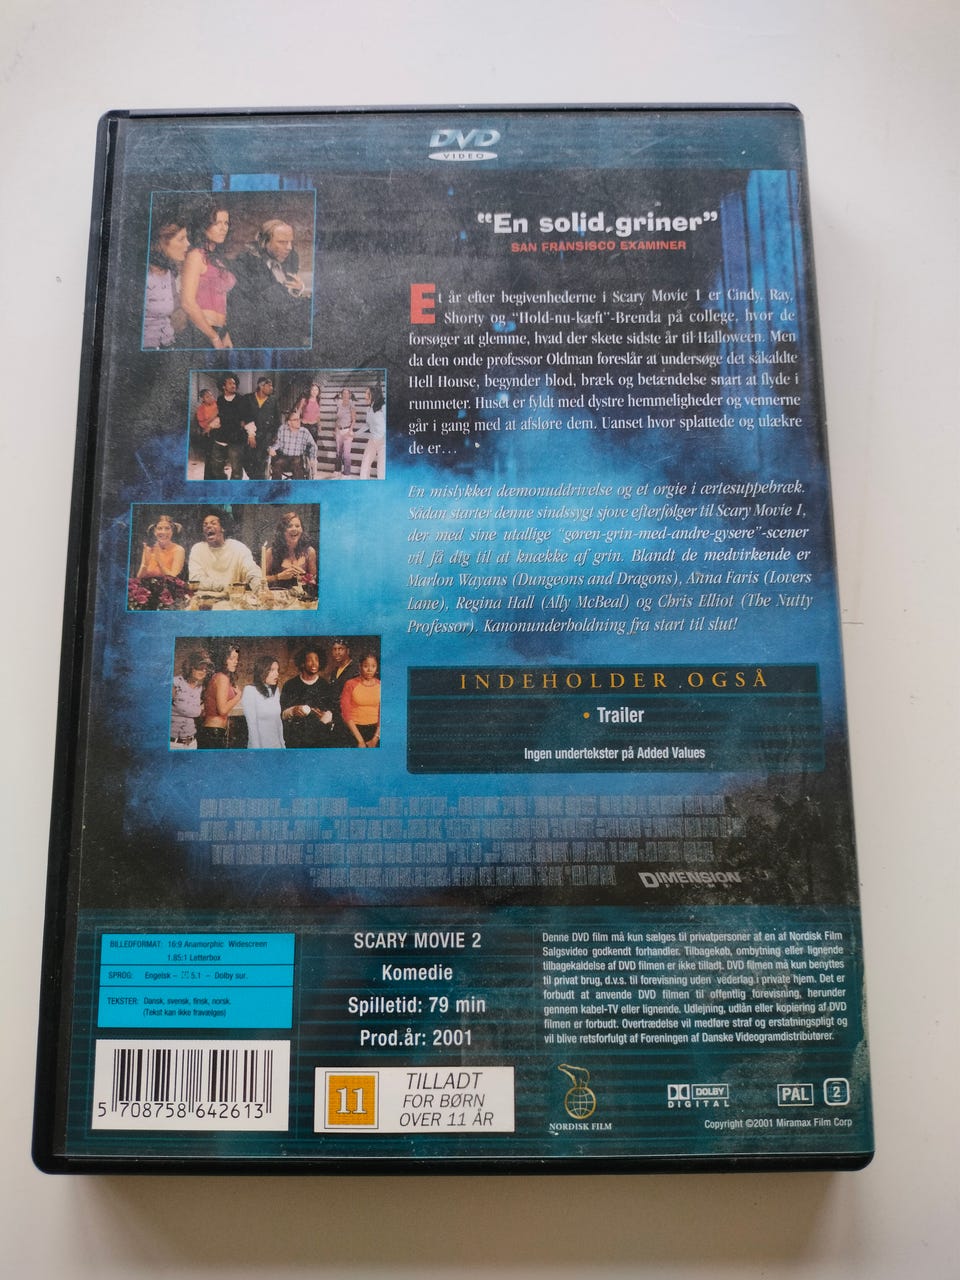 DVD
VIDEO
"En solid griner"
SAN FRANSISCO EXAMINER
Et år efter begivenhederne i Scary Movie 1 er Cindy, Ray,
Shorty og "Hold-nu-kæft"-Brenda på college, hvor de
forsøger at glemme, hvad der skete sidste år til Halloween. Men
da den onde professor Oldman foreslår at undersøge det såkaldte
Hell House, begynder blod, bræk og betændelse snart at flyde i
rummeter. Huset er fyldt med dystre hemmeligheder og vennerne
går i gang med at afsløre dem. Uanset hvor splattede og ulækre
de er…
En mislykket dæmonuddrivelse og et orgie i ærtesuppebræk.
Sådan starter denne sindssygt sjove efterfølger til Scary Movie 1,
der med sine utallige "gøren-grin-med-andre-gysere"-scener
vil få dig til at knække af grin. Blandt de medvirkende er
Marlon Wayans (Dungeons and Dragons), Anna Faris (Lovers
Lane), Regina Hall (Ally McBeal) og Chris Elliot (The Nutty
Professor). Kanonunderholdning fra start til slut!
INDEHOLDER OGSÅ
• Trailer
Ingen undertekster på Added Values
DIMENSION
BILLEDFORMAT: 16:9 Anamorphic Widescreen
1.85:1 Letterbox
SPROG: Engelsk – 5.1 – Dolby sur.
TEKSTER: Dansk, svensk, finsk, norsk.
(Tekst kan ikke fravælges)
SCARY MOVIE 2
Komedie
Spilletid: 79 min
Prod.år: 2001
Denne DVD film må kun sælges til privatpersoner af en af Nordisk Film
Salgsvideo godkendt forhandler. Tilbagekøb, ombytning eller lignende
tilbagekaldelse af DVD filmen er ikke tilladt. DVD filmen må kun benyttes
til privat brug, d.v.s. til forevisning uden vederlag i private hjem. Det er
forbudt at anvende DVD filmen til offentlig forevisning, herunder
gennem kabel-TV eller lignende. Udlejning, udlån eller kopiering af DVD
filmen er forbudt. Overtrædelse vil medføre straf og erstatningspligt og
vil blive retsforfulgt af Foreningen af Danske Videogramdistributører.
5 708758 642613
11
TILLADT
FOR BØRN
OVER 11 ÅR
NORDISK FILM
DOLBY
DIGITAL
PAL
2
Copyright ©2001 Miramax Film Corp